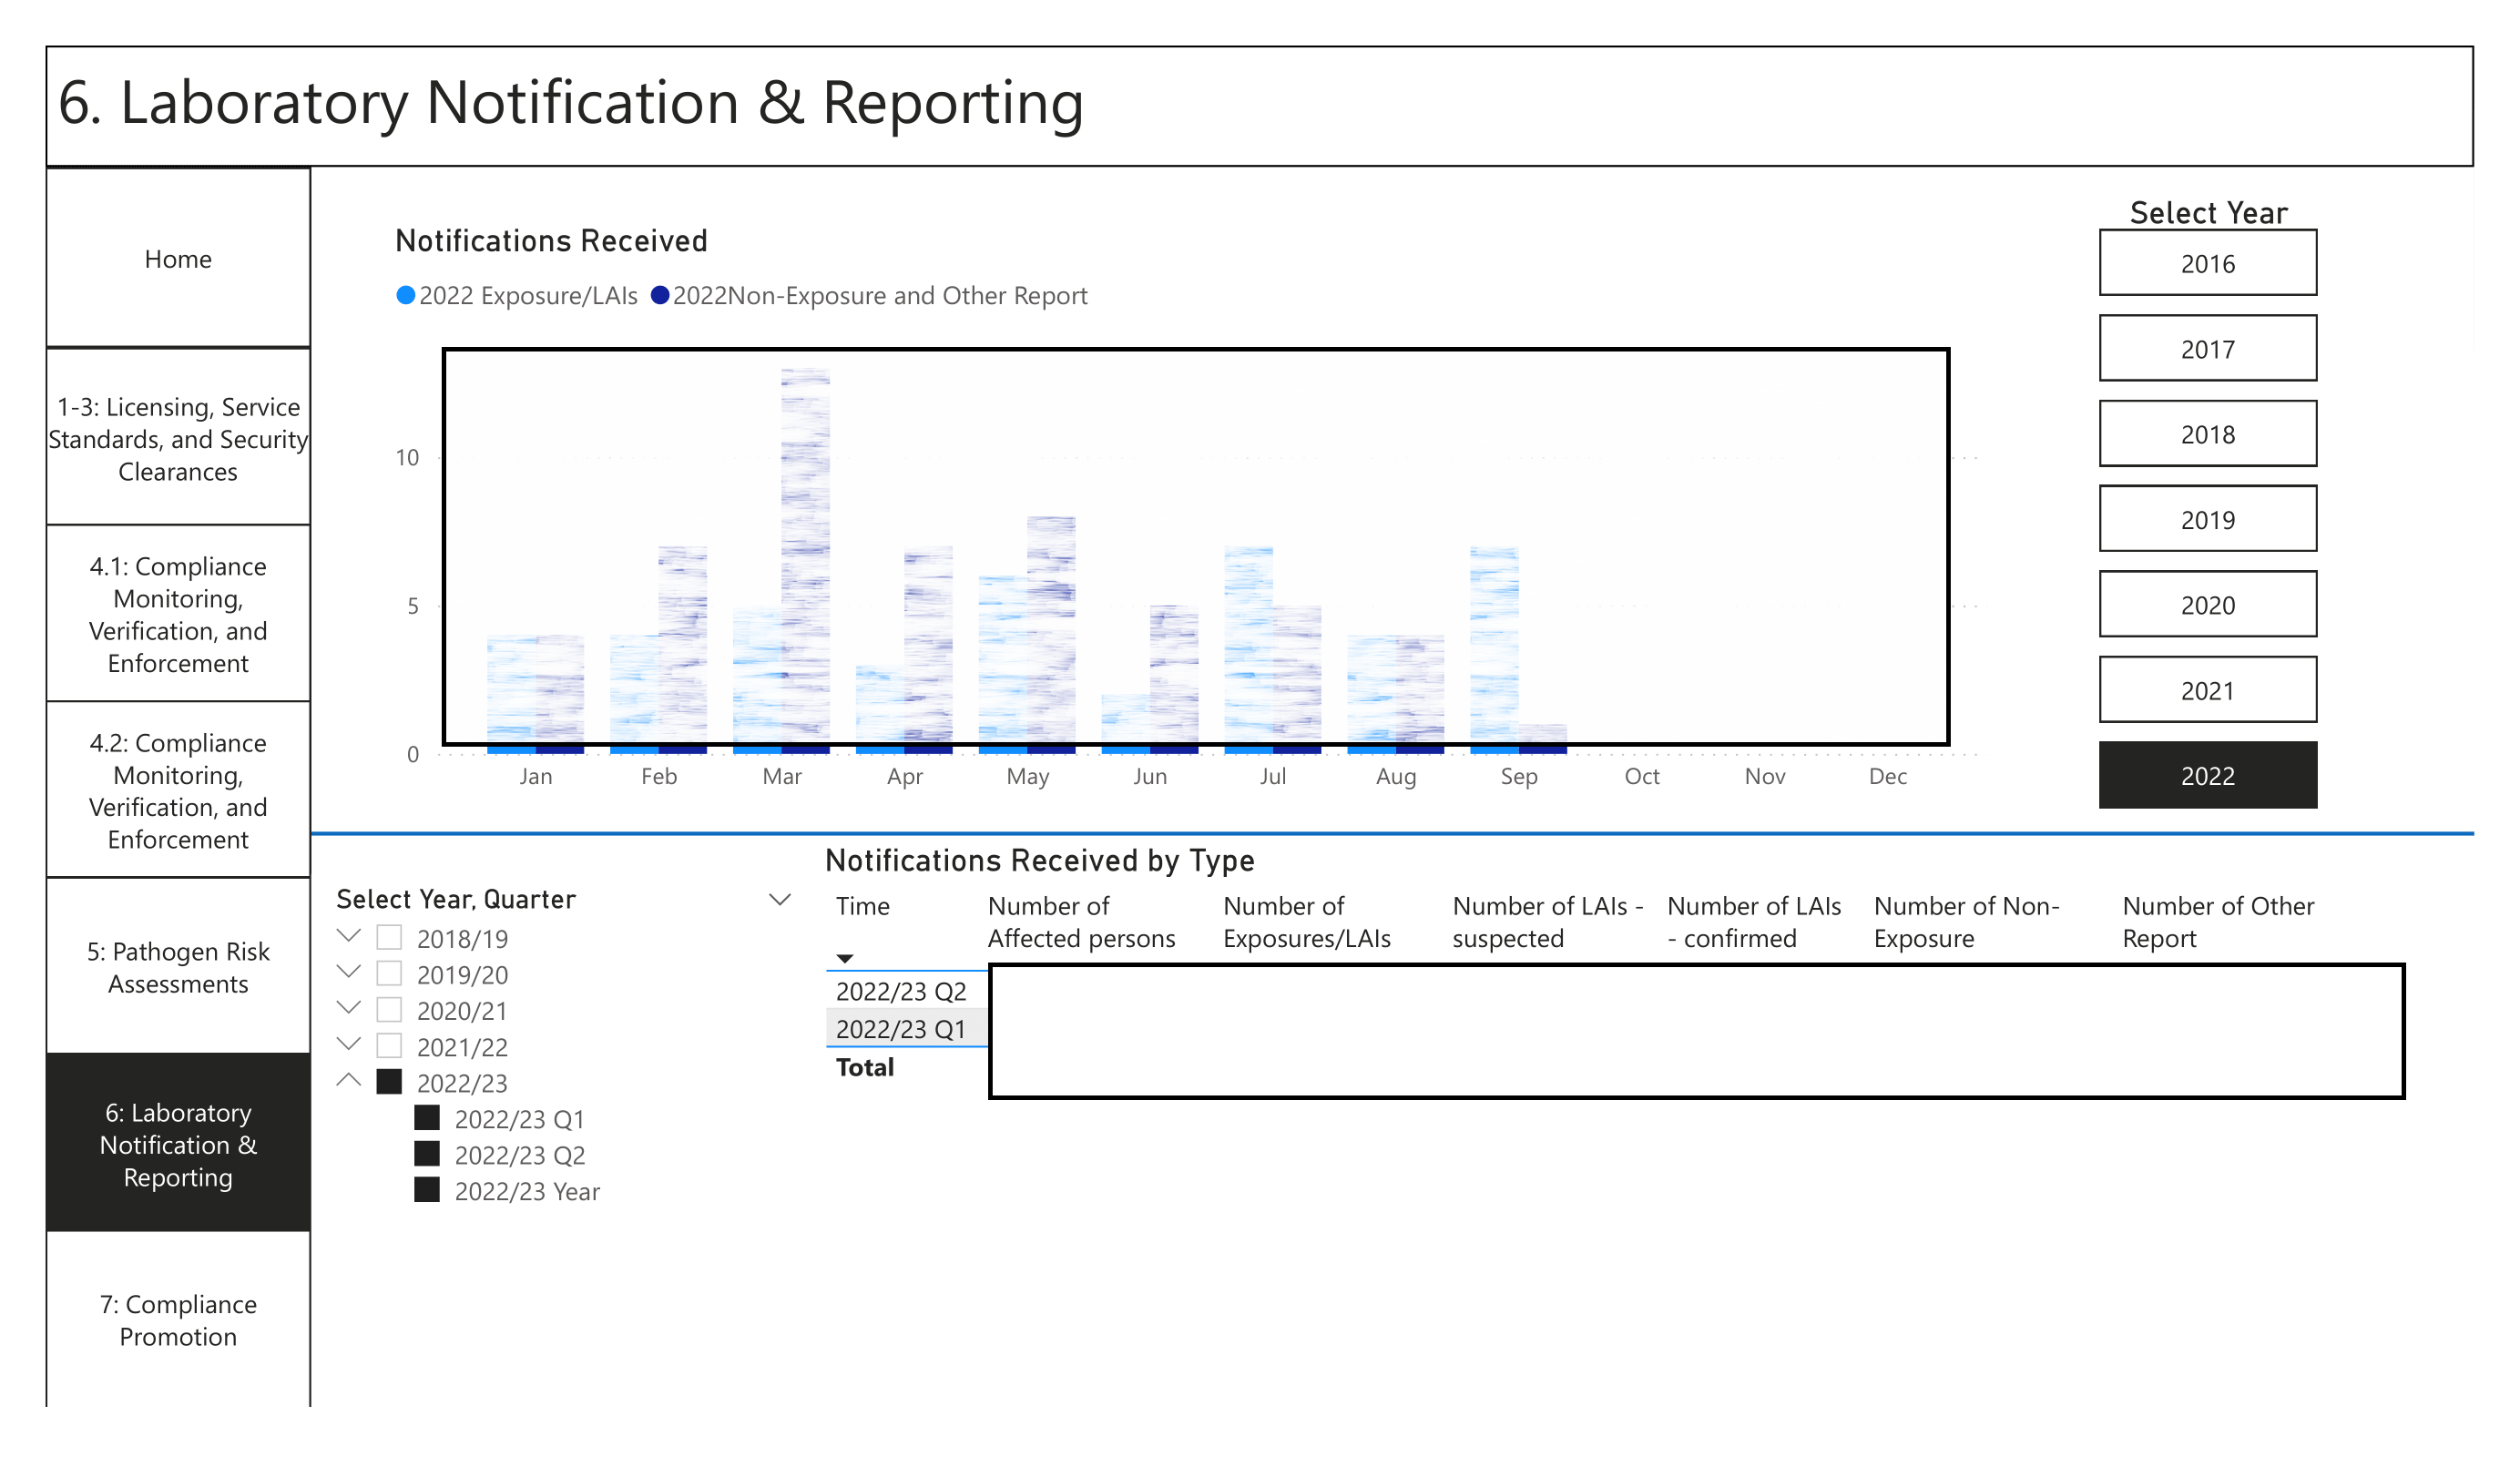 6. Laboratory Notification & Reporting
Home
1-3: Licensing, Service
Standards, and Security
Clearances
4.1: Compliance
Monitoring,
Verification, and
Enforcement
4.2: Compliance
Monitoring,
Verification, and
Enforcement
5: Pathogen Risk
Assessments
6: Laboratory
Notification &
Reporting
7: Compliance
Promotion
Notifications Received
2022 Exposure/LAIs 2022Non-Exposure and Other Report
10
5
0
Jan Feb Mar Apr May Jun Jul Aug Sep Oct Nov Dec
Select Year
2016
2017
2018
2019
2020
2021
2022
Select Year, Quarter
2018/19
2019/20
2020/21
2021/22
2022/23
2022/23 Q1
2022/23 Q2
2022/23 Year
Notifications Received by Type
Time
Number of
Affected persons
Number of
Exposures/LAIs
Number of LAIs -
suspected
Number of LAIs
- confirmed
Number of Non-
Exposure
Number of Other
Report
2022/23 Q2
2022/23 Q1
Total